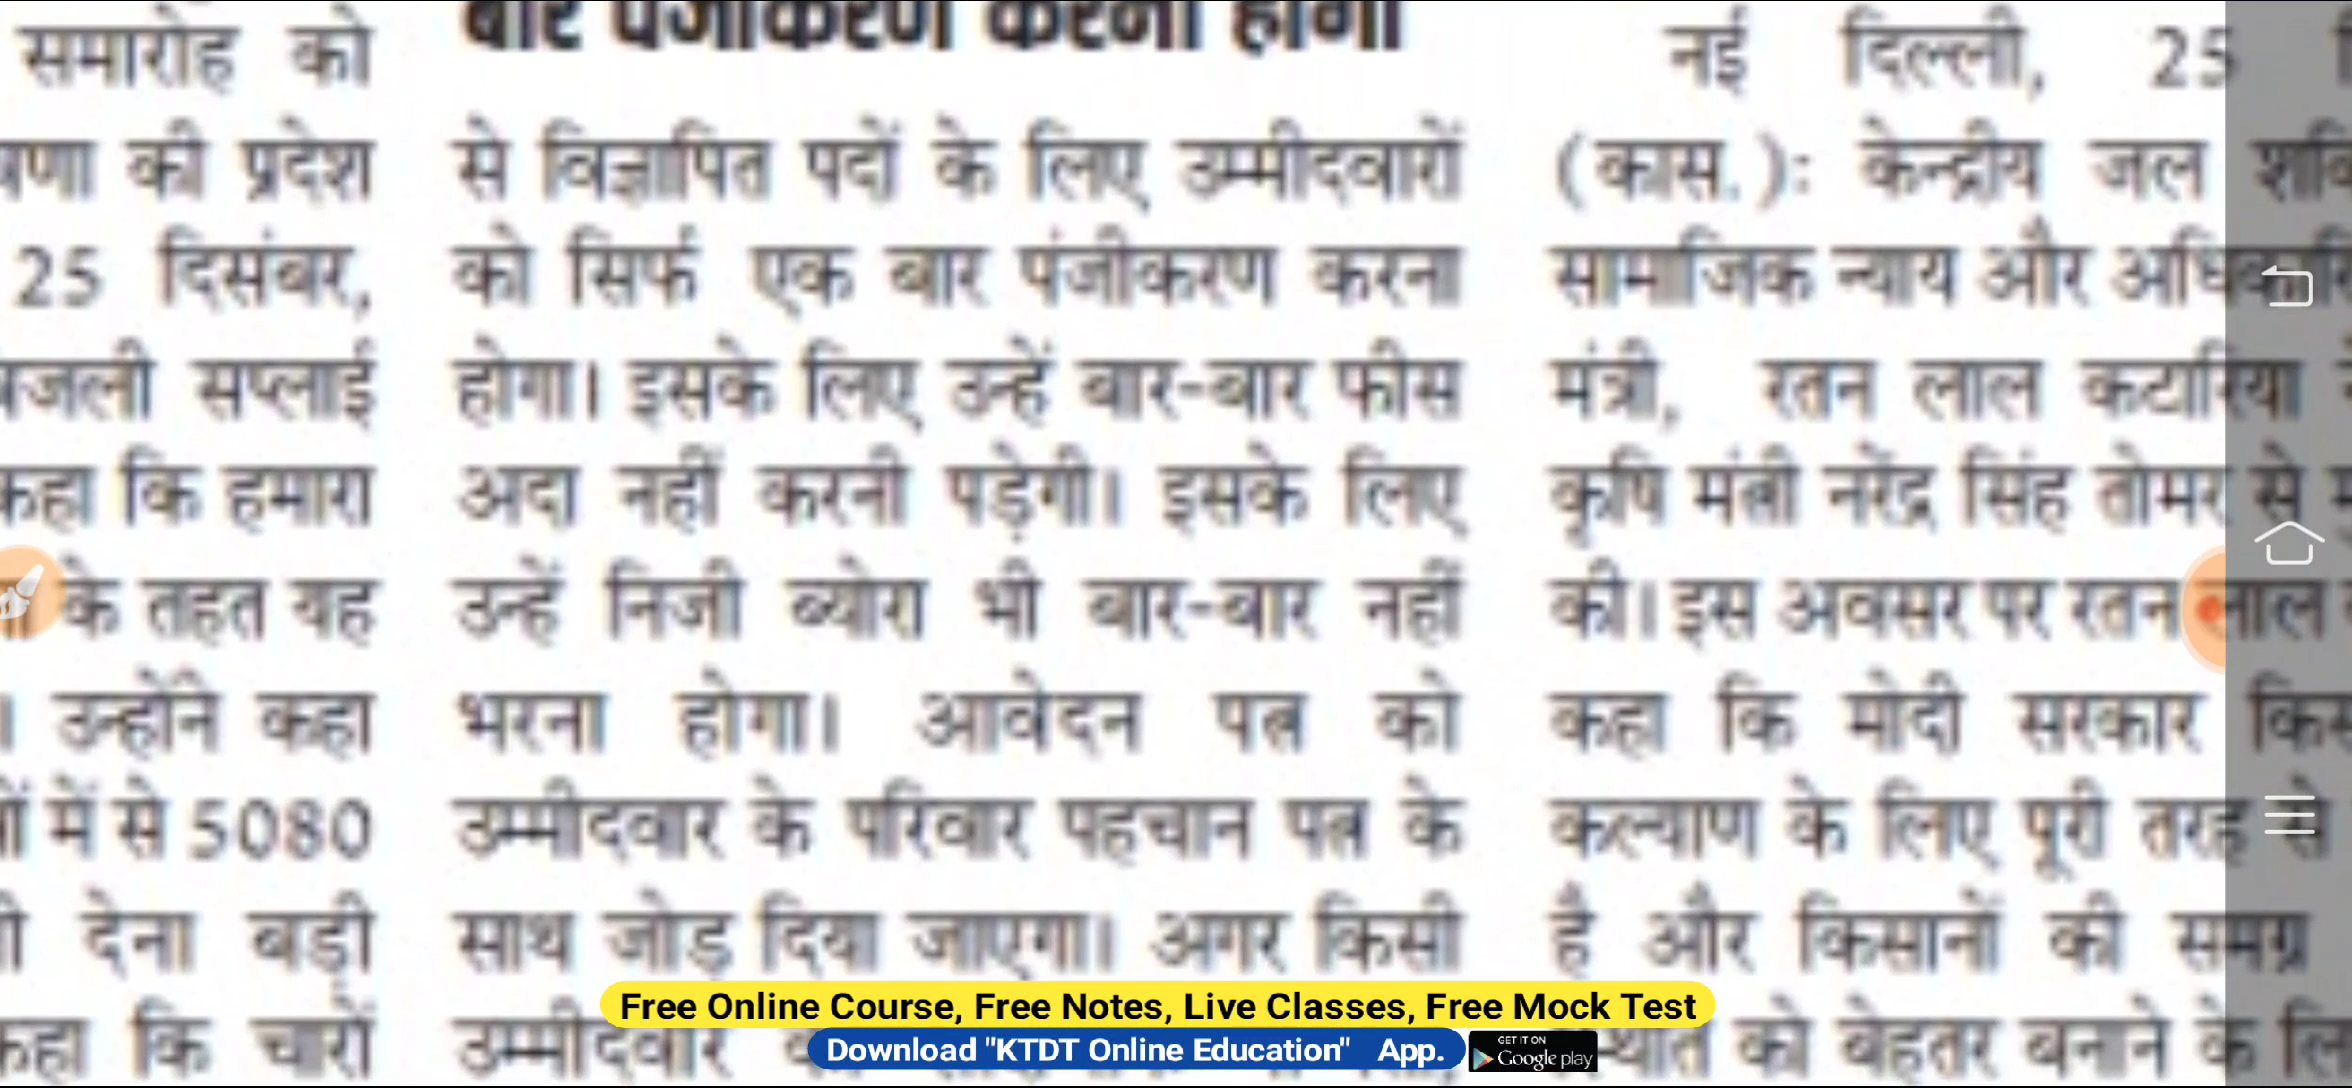 समारोह को
की प्रदेश
25 दिसंबर,
सप्लाई
कहा कि हमारा
के तहत यह
। उन्होंने कहा
में से 5080
देना बड़ी
कहा कि चारों
बार पंजीकरण करना होगा
से विज्ञापित पदों के लिए उम्मीदवारों
को सिर्फ एक बार पंजीकरण करना
होगा। इसके लिए उन्हें बार-बार फीस
अदा नहीं करनी पड़ेगी। इसके लिए
उन्हें निजी ब्योरा भी बार-बार नहीं
भरना होगा। आवेदन पत्र को
उम्मीदवार के परिवार पहचान पत्र के
साथ जोड़ दिया जाएगा। अगर किसी
उम्मीदवार
नई दिल्ली, 25
(कास.): केन्द्रीय जल
सामाजिक न्याय और
मंत्री, रतन लाल कटारिया
कृषि मंत्री नरेंद्र सिंह तोमर से
की। इस अवसर पर रतन लाल
कहा कि मोदी सरकार
कल्याण के लिए पूरी तरह से
है और किसानों की समग्र
को बेहतर बनाने के
Free Online Course, Free Notes, Live Classes, Free Mock Test
Download "KTDT Online Education" App.
GET IT ON
Google play